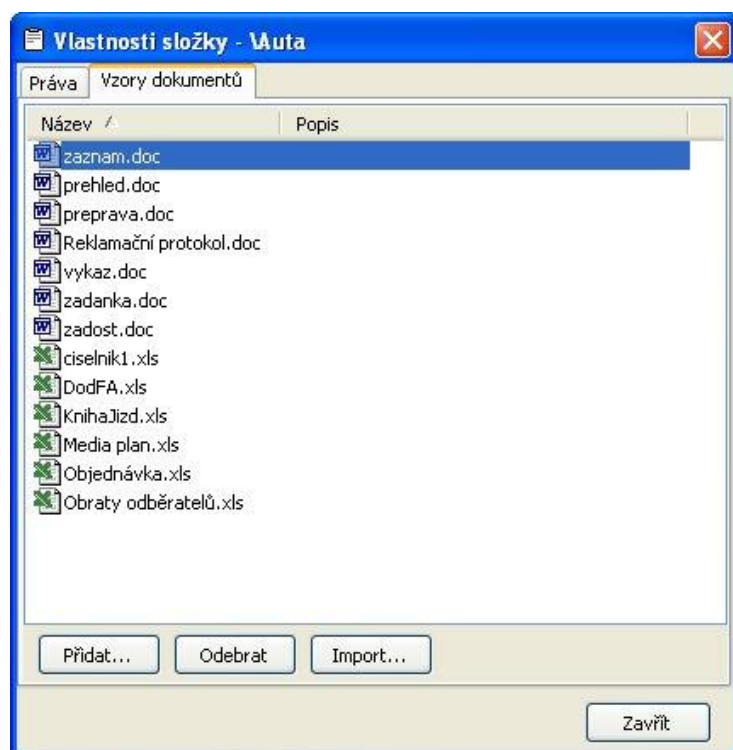 Vlastnosti složky - \Auta
Práva Vzory dokumentů
Název Popis
zaznam.doc
prehled.doc
preprava.doc
Reklamační protokol.doc
vykaz.doc
zadanka.doc
zadost.doc
ciselnik1.xls
DodFA.xls
KnihaJizd.xls
Media plan.xls
Objednávka.xls
Obraty odběratelů.xls
Přidat... Odebrat Import...
Zavřít